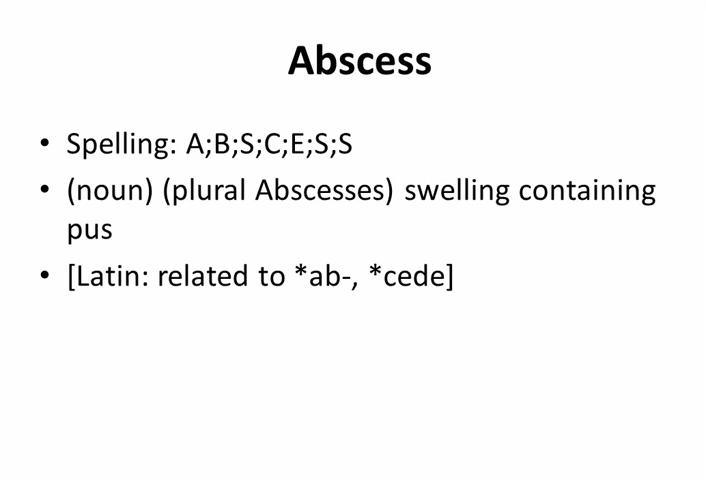 Abscess
• Spelling: A;B;S;C;E;S;S
• (noun) (plural Abscesses) swelling containing
pus
• [Latin: related to *ab-, *cede]